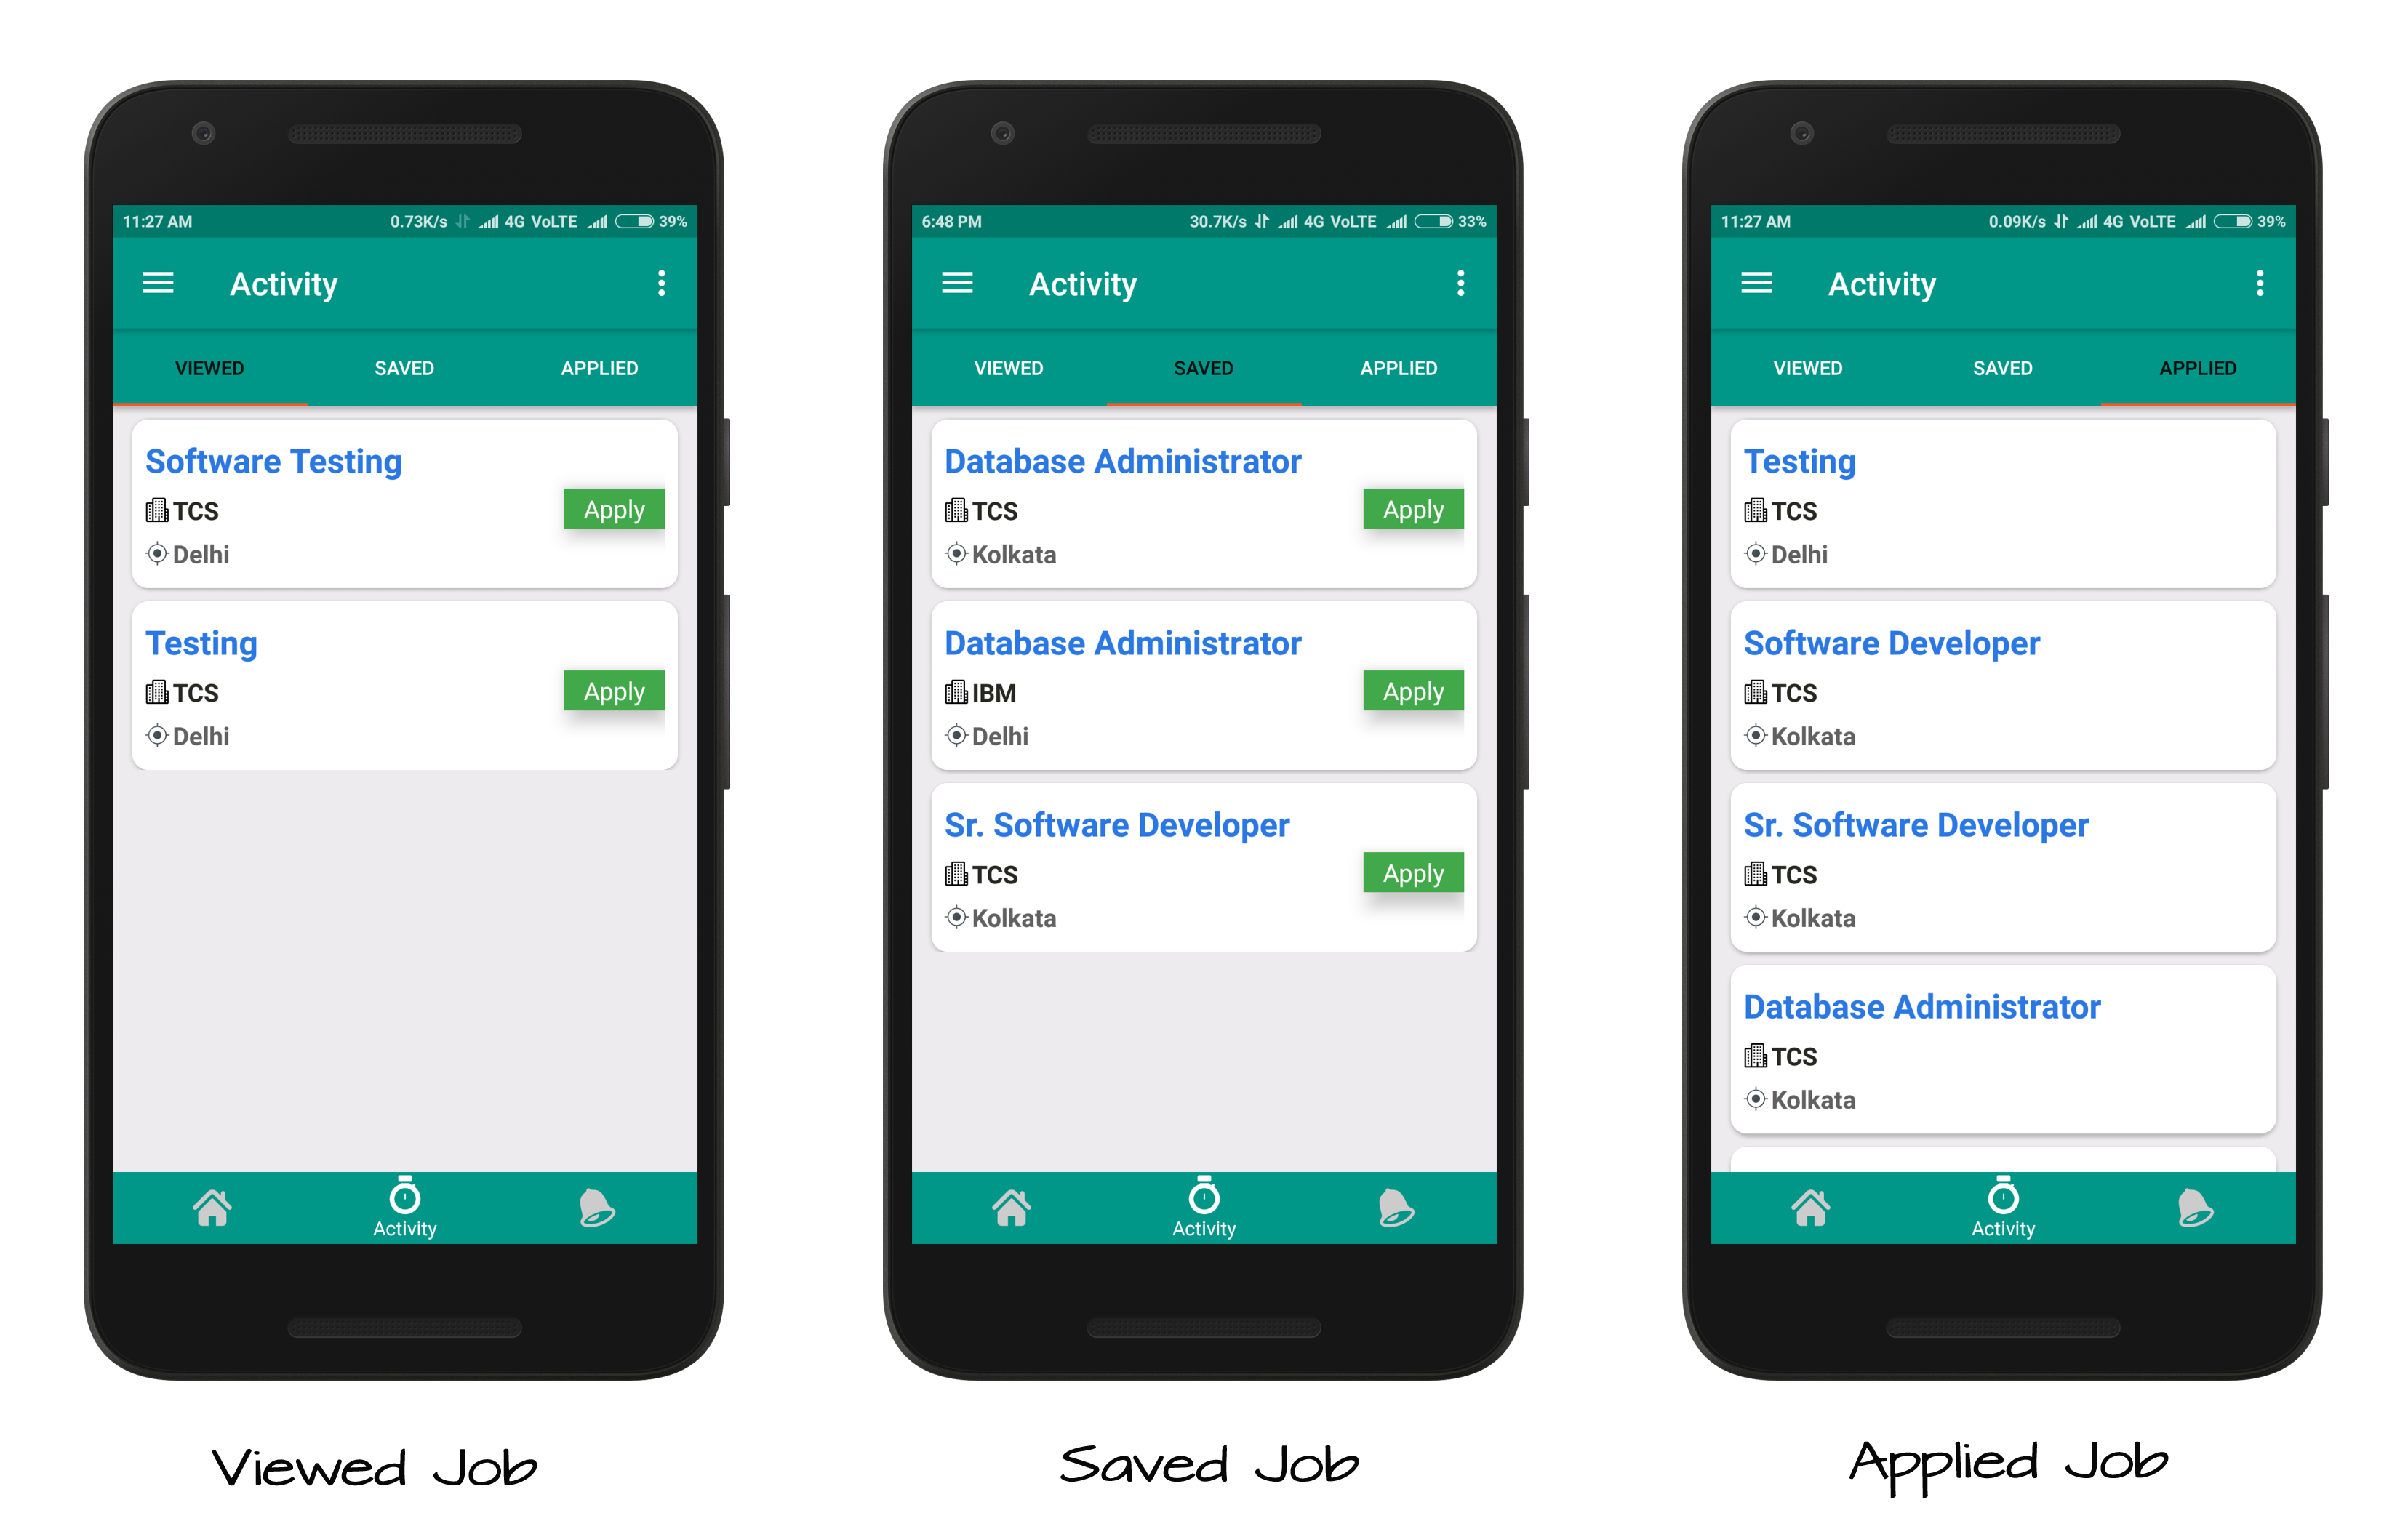 11:27 AM 0.73K/s 4G VoLTE 39%
Activity
VIEWED SAVED APPLIED
Software Testing
TCS
Apply
Delhi
Testing
TCS
Apply
Delhi
Activity
Viewed Job
6:48 PM 30.7K/s 4G VoLTE 33%
Activity
VIEWED SAVED APPLIED
Database Administrator
TCS
Apply
Kolkata
Database Administrator
IBM
Apply
Delhi
Sr. Software Developer
TCS
Apply
Kolkata
Activity
Saved Job
11:27 AM 0.09K/s 4G VoLTE 39%
Activity
VIEWED SAVED APPLIED
Testing
TCS
Delhi
Software Developer
TCS
Kolkata
Sr. Software Developer
TCS
Kolkata
Database Administrator
TCS
Kolkata
Activity
Applied Job